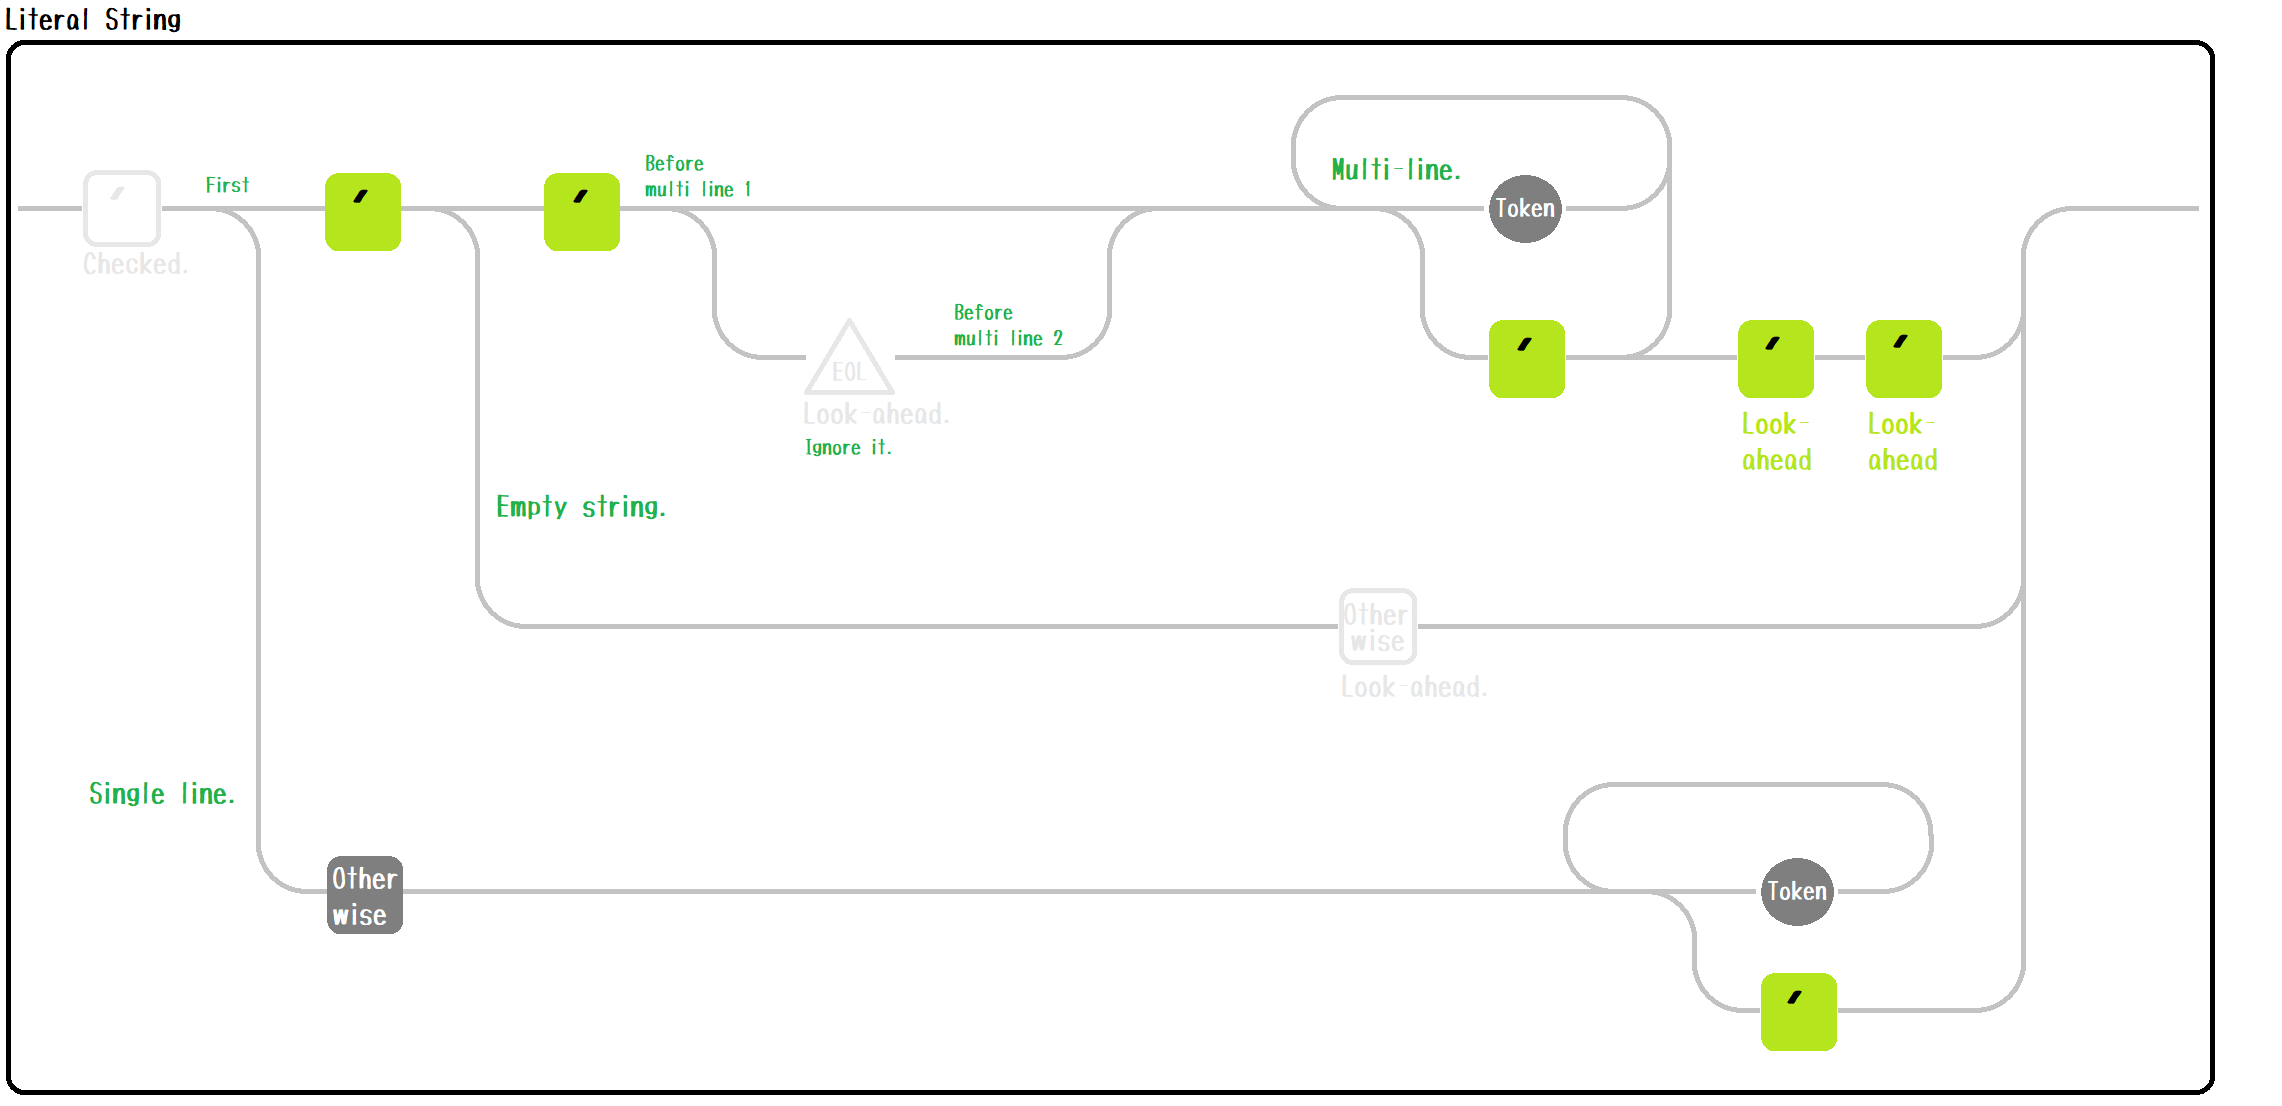 Literal String
Before
multi line 1
Multi-line.
First
'
'
'
Token
Checked.
Before
multi line 2
EOL
'
'
'
Look-ahead.
Look-
ahead
Look-
ahead
Ignore it.
Empty string.
Other
wise
Look-ahead.
Single line.
Other
wise
Token
'